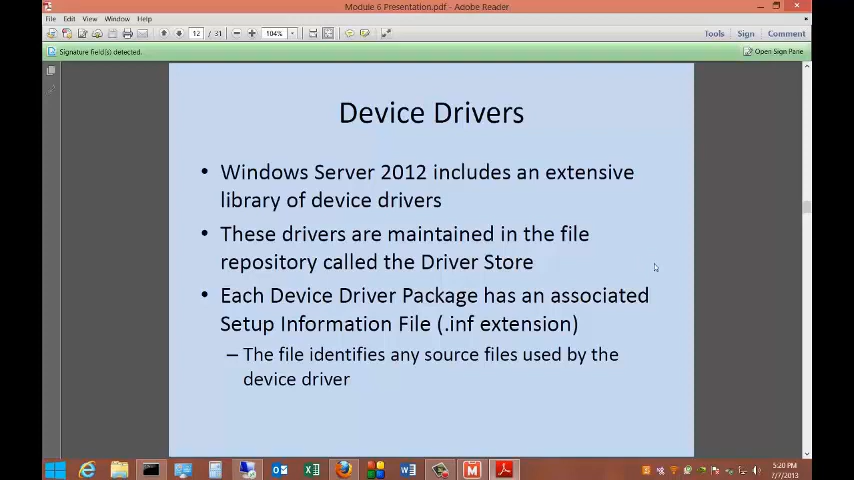 Module 6 Presentation.pdf - Adobe Reader
File Edit View Window Help
12 / 31 104% Tools Sign Comment
Signature field(s) detected. Open Sign Pane
Device Drivers
• Windows Server 2012 includes an extensive
library of device drivers
• These drivers are maintained in the file
repository called the Driver Store
• Each Device Driver Package has an associated
Setup Information File (.inf extension)
– The file identifies any source files used by the
device driver
5:20 PM
7/7/2013